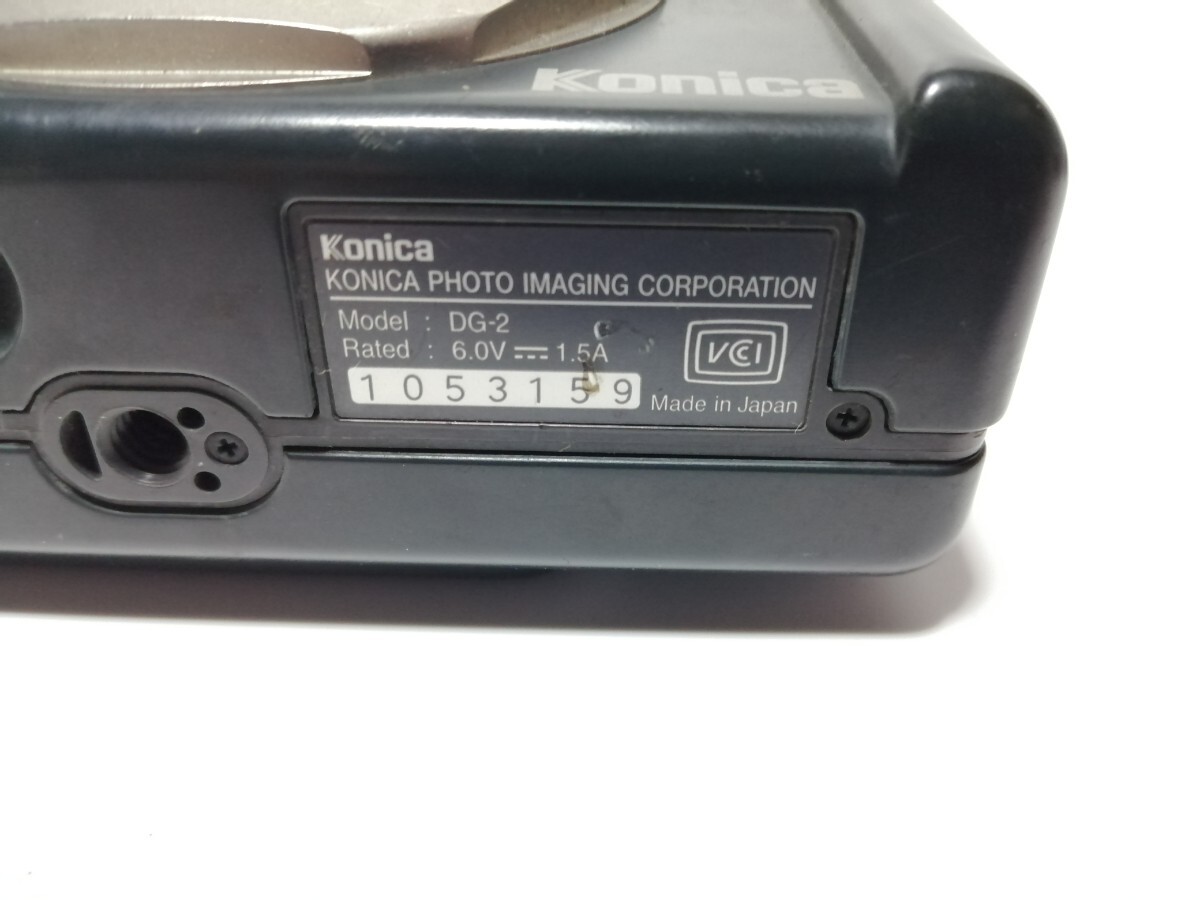 Konica
Konica
KONICA PHOTO IMAGING CORPORATION
Model : DG-2
Rated : 6.0V ⎓ 1.5A
1053159
VCI
Made in Japan